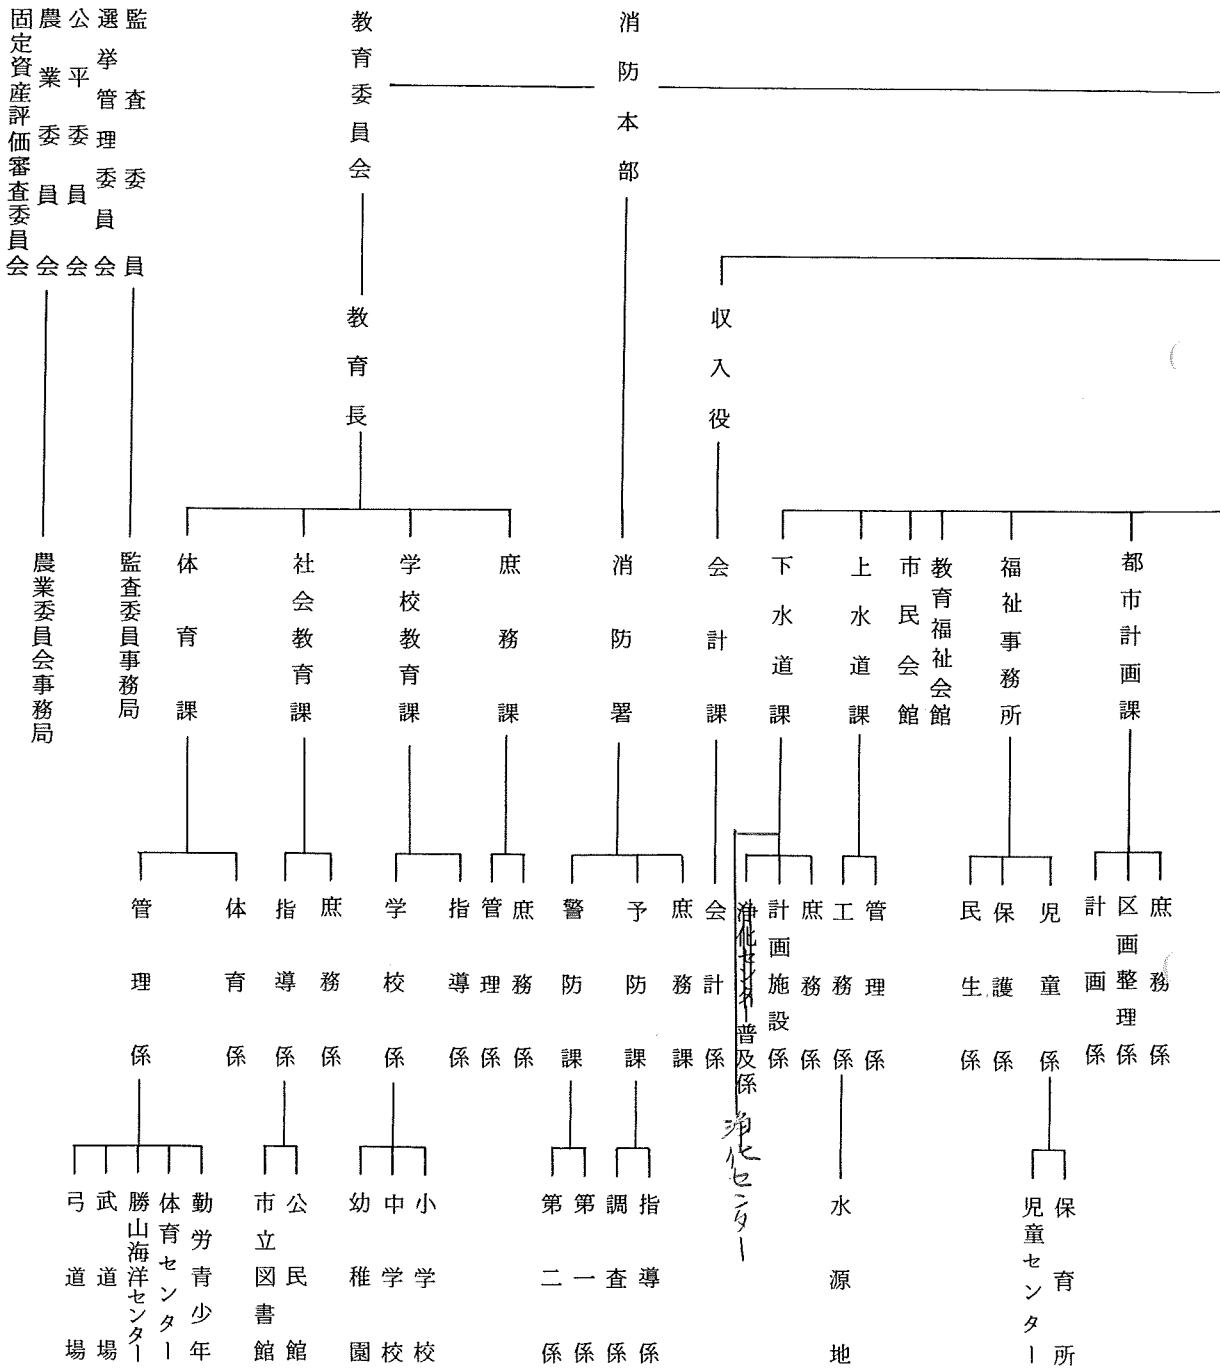 消防本部
教育委員会
監査委員
選挙管理委員会
公平委員会
農業委員会
固定資産評価審査委員会
収入役
教育長
都市計画課
福祉事務所
教育福祉会館
市民会館
上水道課
下水道課
会計課
消防署
庶務課
学校教育課
社会教育課
体育課
監査委員事務局
農業委員会事務局
庶務係
区画整理係
計画係
児童係
保護係
民生係
管理係
工務係
庶務係
計画施設係
浄化センター普及係
会計係
庶務課
予防課
警防課
庶務係
管理係
指導係
学校係
庶務係
指導係
体育係
管理係
保育所
児童センター
水源地
浄化センター
指導係
調査係
第一係
第二係
小学校
中学校
幼稚園
公民館
市立図書館
勤労青少年
体育センター
勝山海洋センター
武道場
弓道場